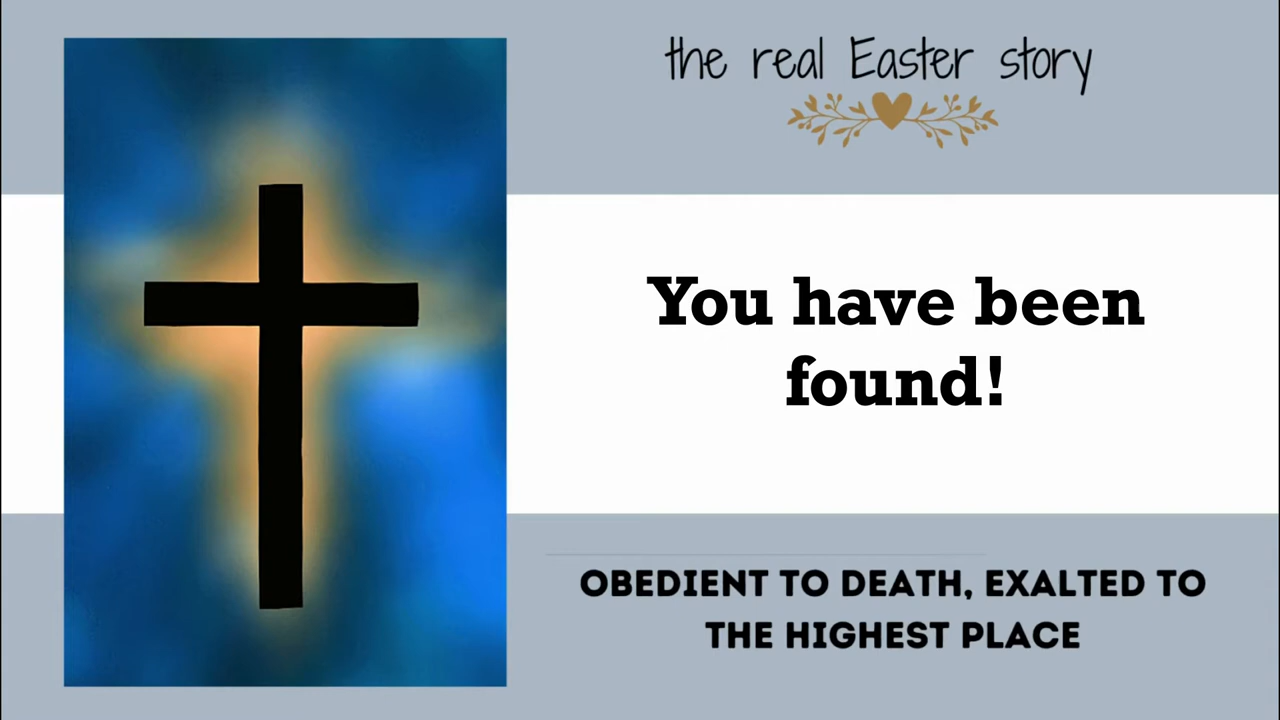 the real Easter story
You have been
found!
OBEDIENT TO DEATH, EXALTED TO
THE HIGHEST PLACE